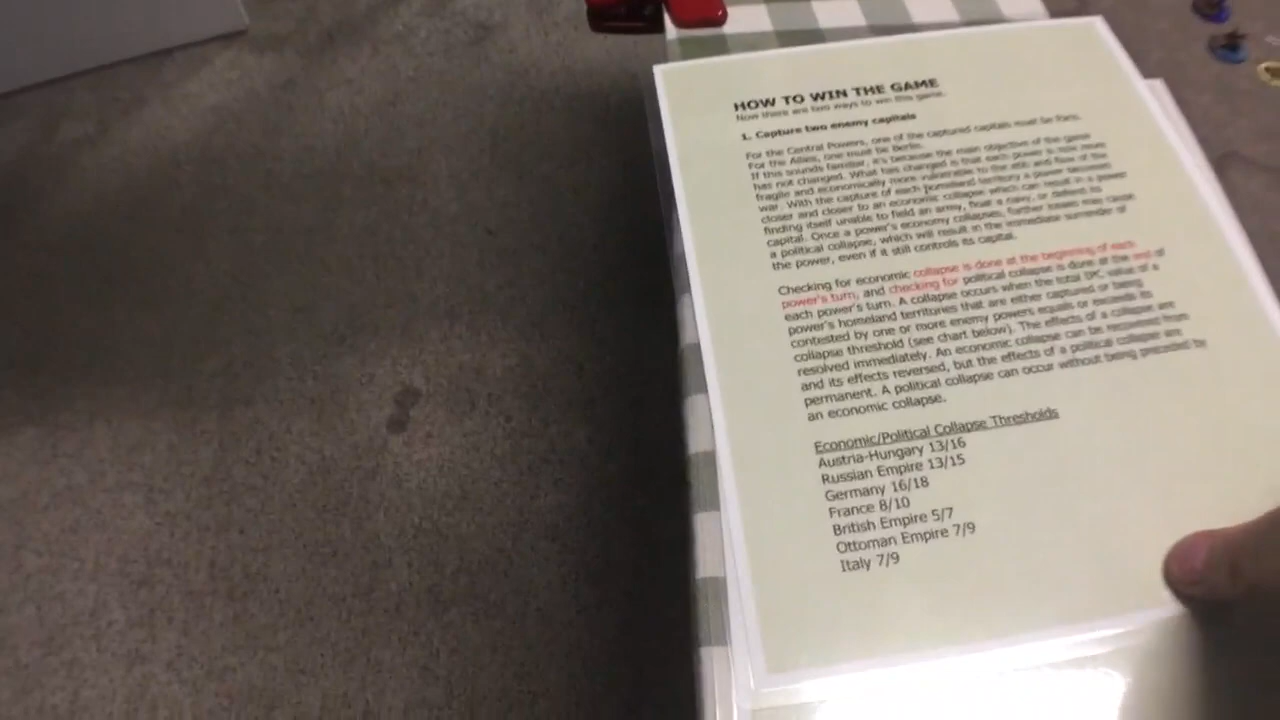 HOW TO WIN THE GAME
Now there are two ways to win this game.
1. Capture two enemy capitals
For the Central Powers, one of the captured capitals must be Paris.
For the Allies, one must be Berlin.
If this sounds familiar, it's because the main objective of the game
has not changed. What has changed is that each power is now more
fragile and economically more vulnerable to the ebb and flow of the
war. With the capture of each homeland territory a power becomes
closer and closer to an economic collapse which can result in a power
finding itself unable to field an army, float a navy, or defend its
capital. Once a power's economy collapses, further losses may cause
a political collapse, which will result in the immediate surrender of
the power, even if it still controls its capital.
Checking for economic collapse is done at the beginning of each
power's turn, and checking for political collapse is done at the end of
each power's turn. A collapse occurs when the total IPC value of a
power's homeland territories that are either captured or being
contested by one or more enemy powers equals or exceeds its
collapse threshold (see chart below). The effects of a collapse are
resolved immediately. An economic collapse can be recovered from
and its effects reversed, but the effects of a political collapse are
permanent. A political collapse can occur without being preceded by
an economic collapse.
Economic/Political Collapse Thresholds
Austria-Hungary 13/16
Russian Empire 13/15
Germany 16/18
France 8/10
British Empire 5/7
Ottoman Empire 7/9
Italy 7/9